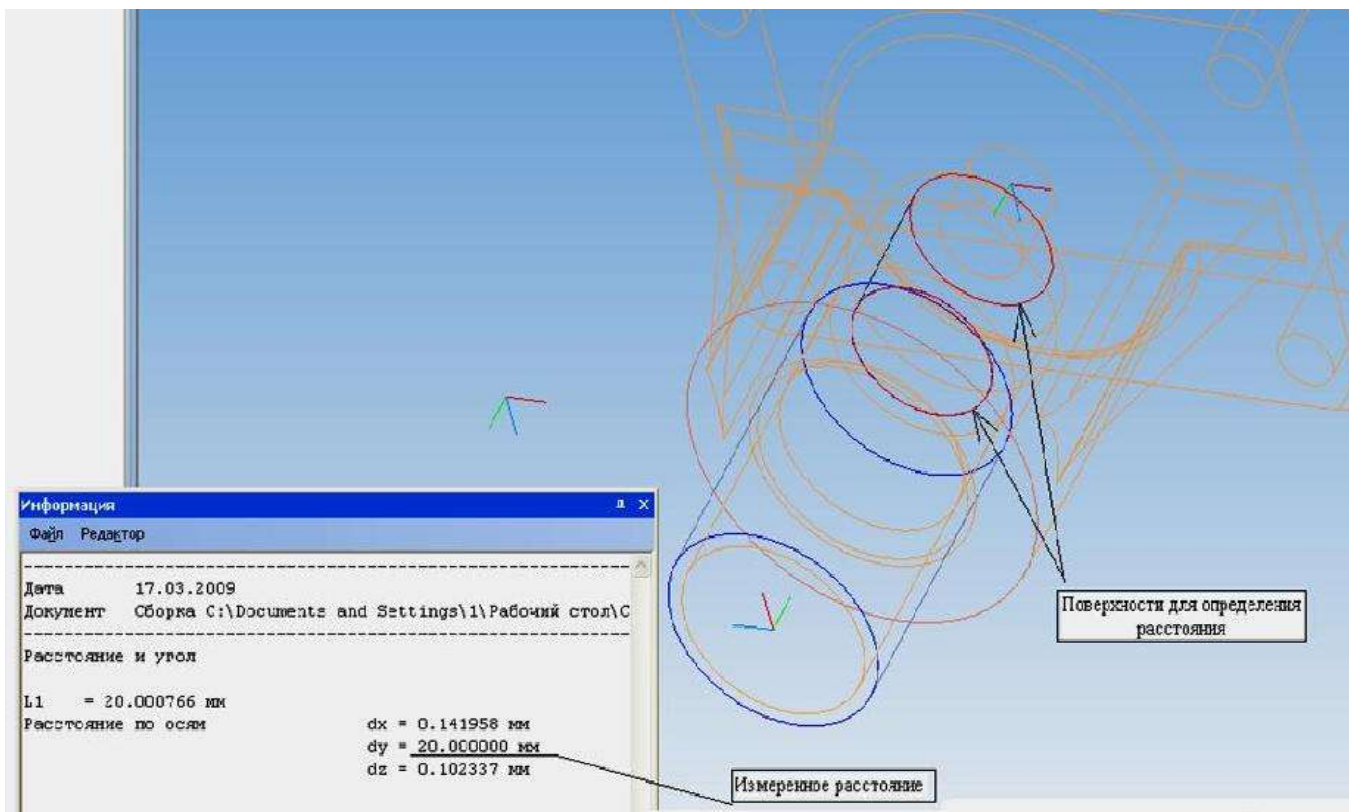 Информация
Файл Редактор
Дата 17.03.2009
Документ Сборка C:\Documents and Settings\1\Рабочий стол\С
Расстояние и угол
L1 = 20.000766 мм
Расстояние по осям dx = 0.141958 мм
dy = 20.000000 мм
dz = 0.102337 мм
Поверхности для определения
расстояния
Измеренное расстояние